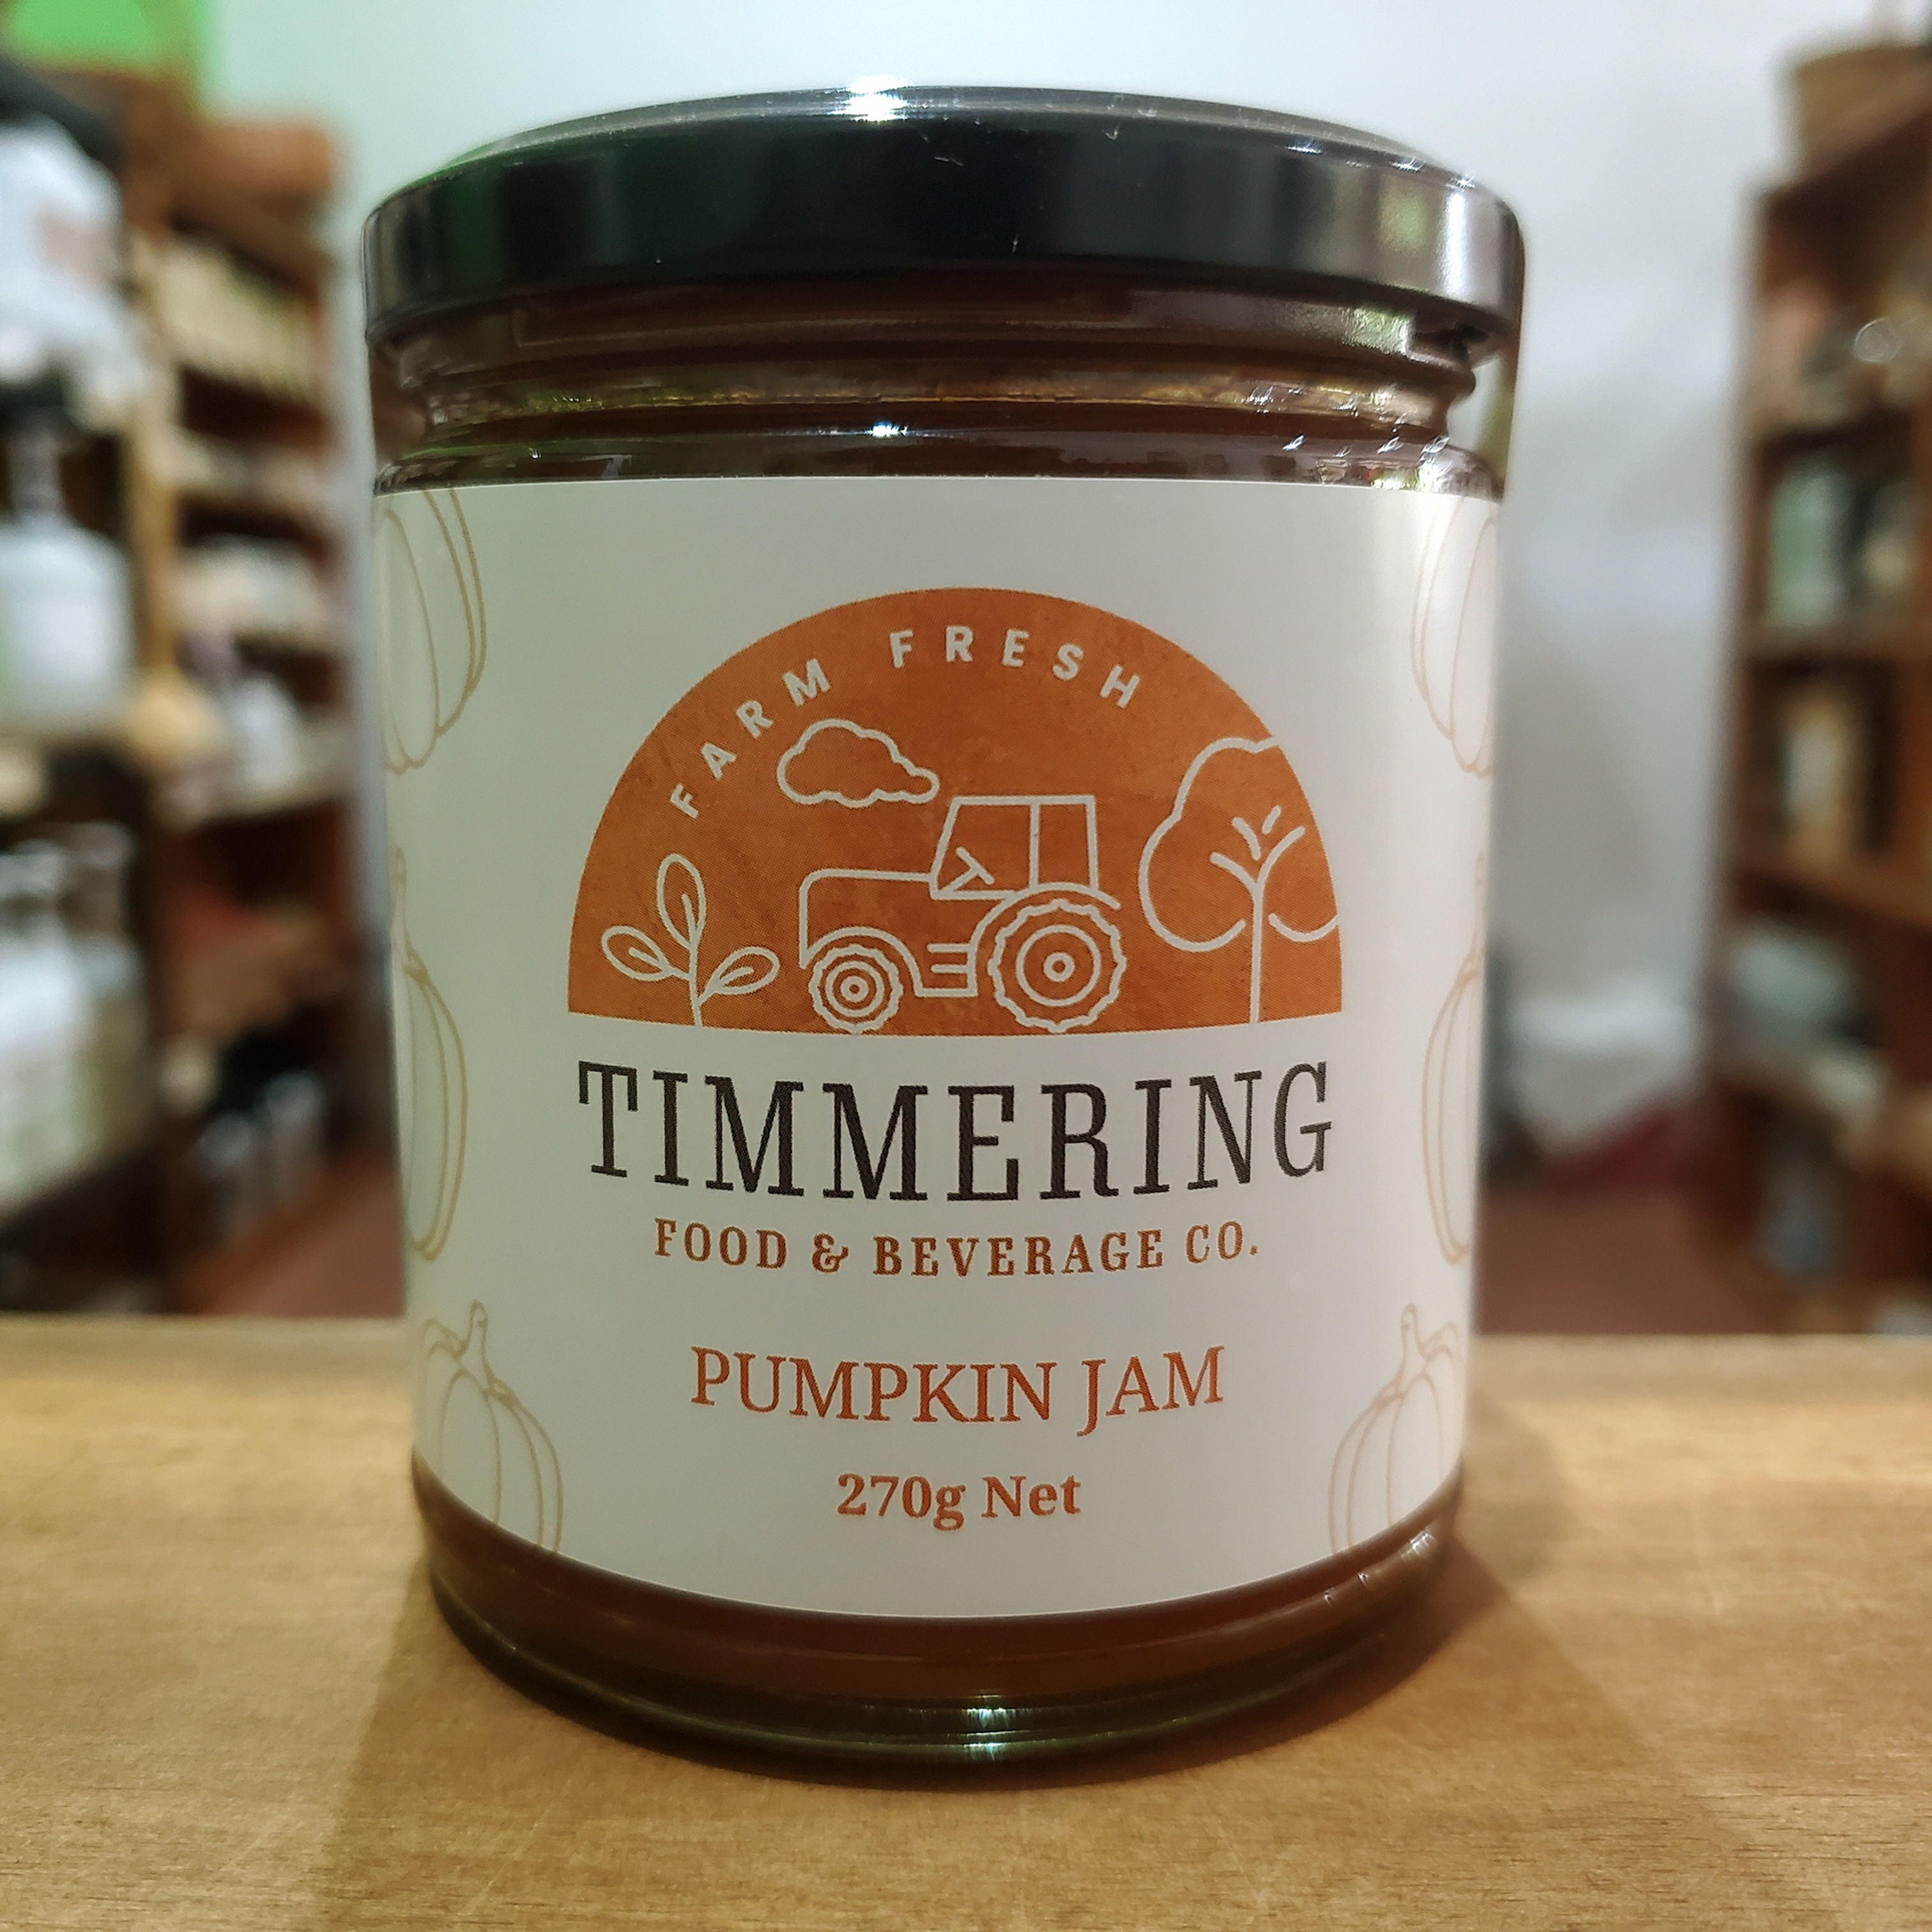 FARM FRESH
TIMMERING
FOOD & BEVERAGE CO.
PUMPKIN JAM
270g Net